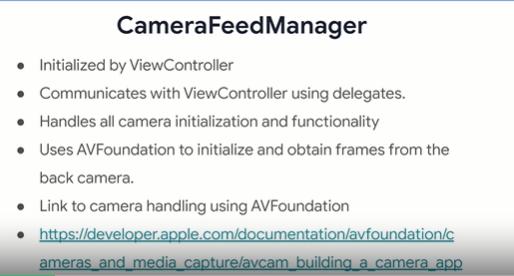 CameraFeedManager
● Initialized by ViewController
● Communicates with ViewController using delegates.
● Handles all camera initialization and functionality
● Uses AVFoundation to initialize and obtain frames from the
back camera.
● Link to camera handling using AVFoundation
● https://developer.apple.com/documentation/avfoundation/c
ameras_and_media_capture/avcam_building_a_camera_app